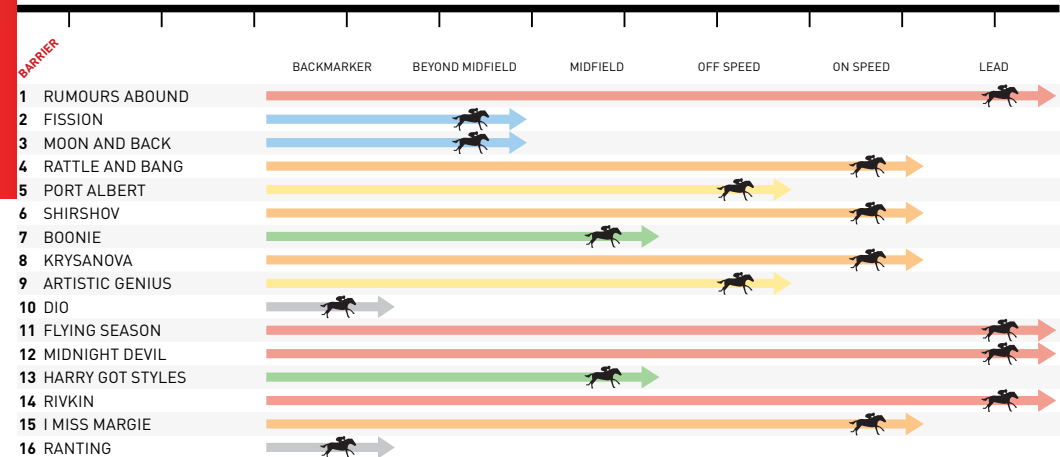 BARRIER
BACKMARKER BEYOND MIDFIELD MIDFIELD OFF SPEED ON SPEED LEAD
1 RUMOURS ABOUND
2 FISSION
3 MOON AND BACK
4 RATTLE AND BANG
5 PORT ALBERT
6 SHIRSHOV
7 BOONIE
8 KRYSANOVA
9 ARTISTIC GENIUS
10 DIO
11 FLYING SEASON
12 MIDNIGHT DEVIL
13 HARRY GOT STYLES
14 RIVKIN
15 I MISS MARGIE
16 RANTING